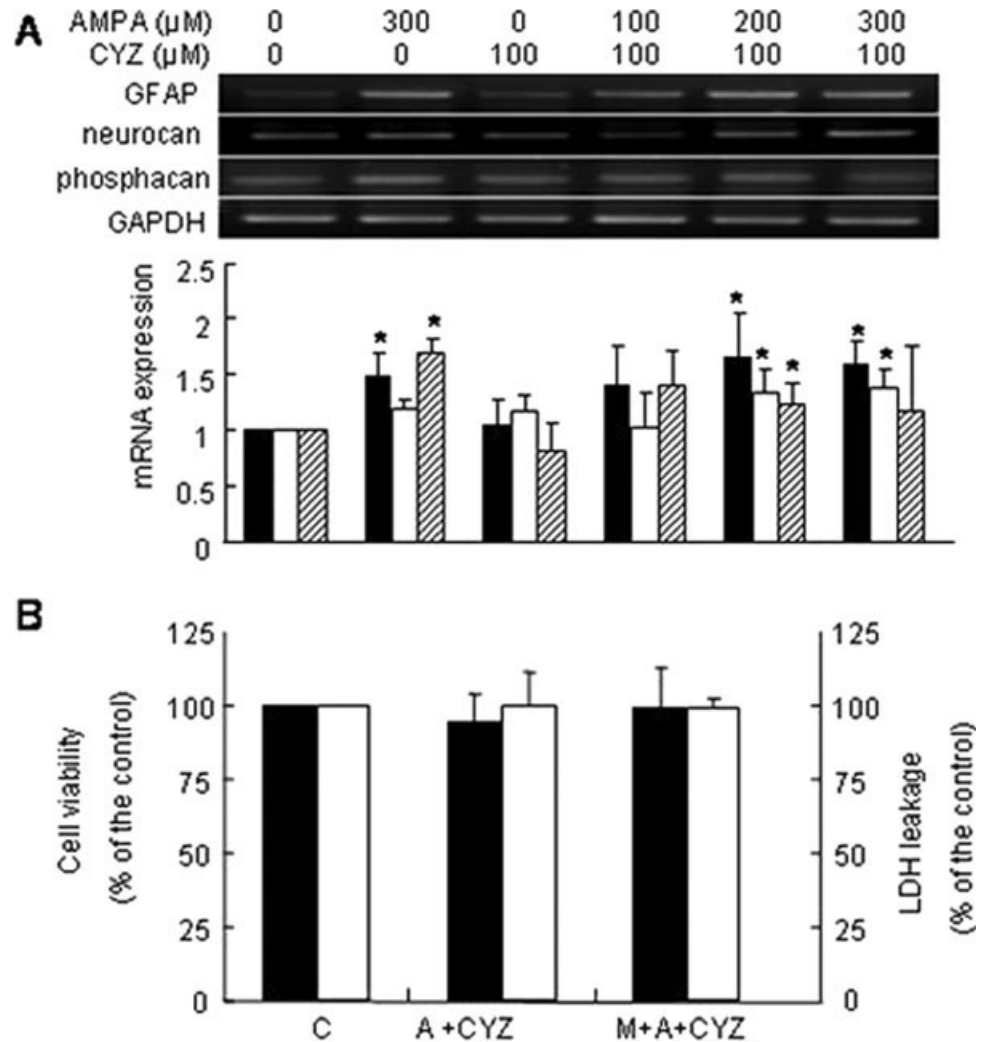 A
AMPA (µM) 0 300 0 100 200 300
CYZ (µM) 0 0 100 100 100 100
GFAP
neurocan
phosphacan
GAPDH
mRNA expression
2.5
2
1.5
1
0.5
0
* * * * * * *
B
Cell viability
(% of the control)
125
100
75
50
25
0
125
100
75
50
25
0
LDH leakage
(% of the control)
C A +CYZ M+A+CYZ